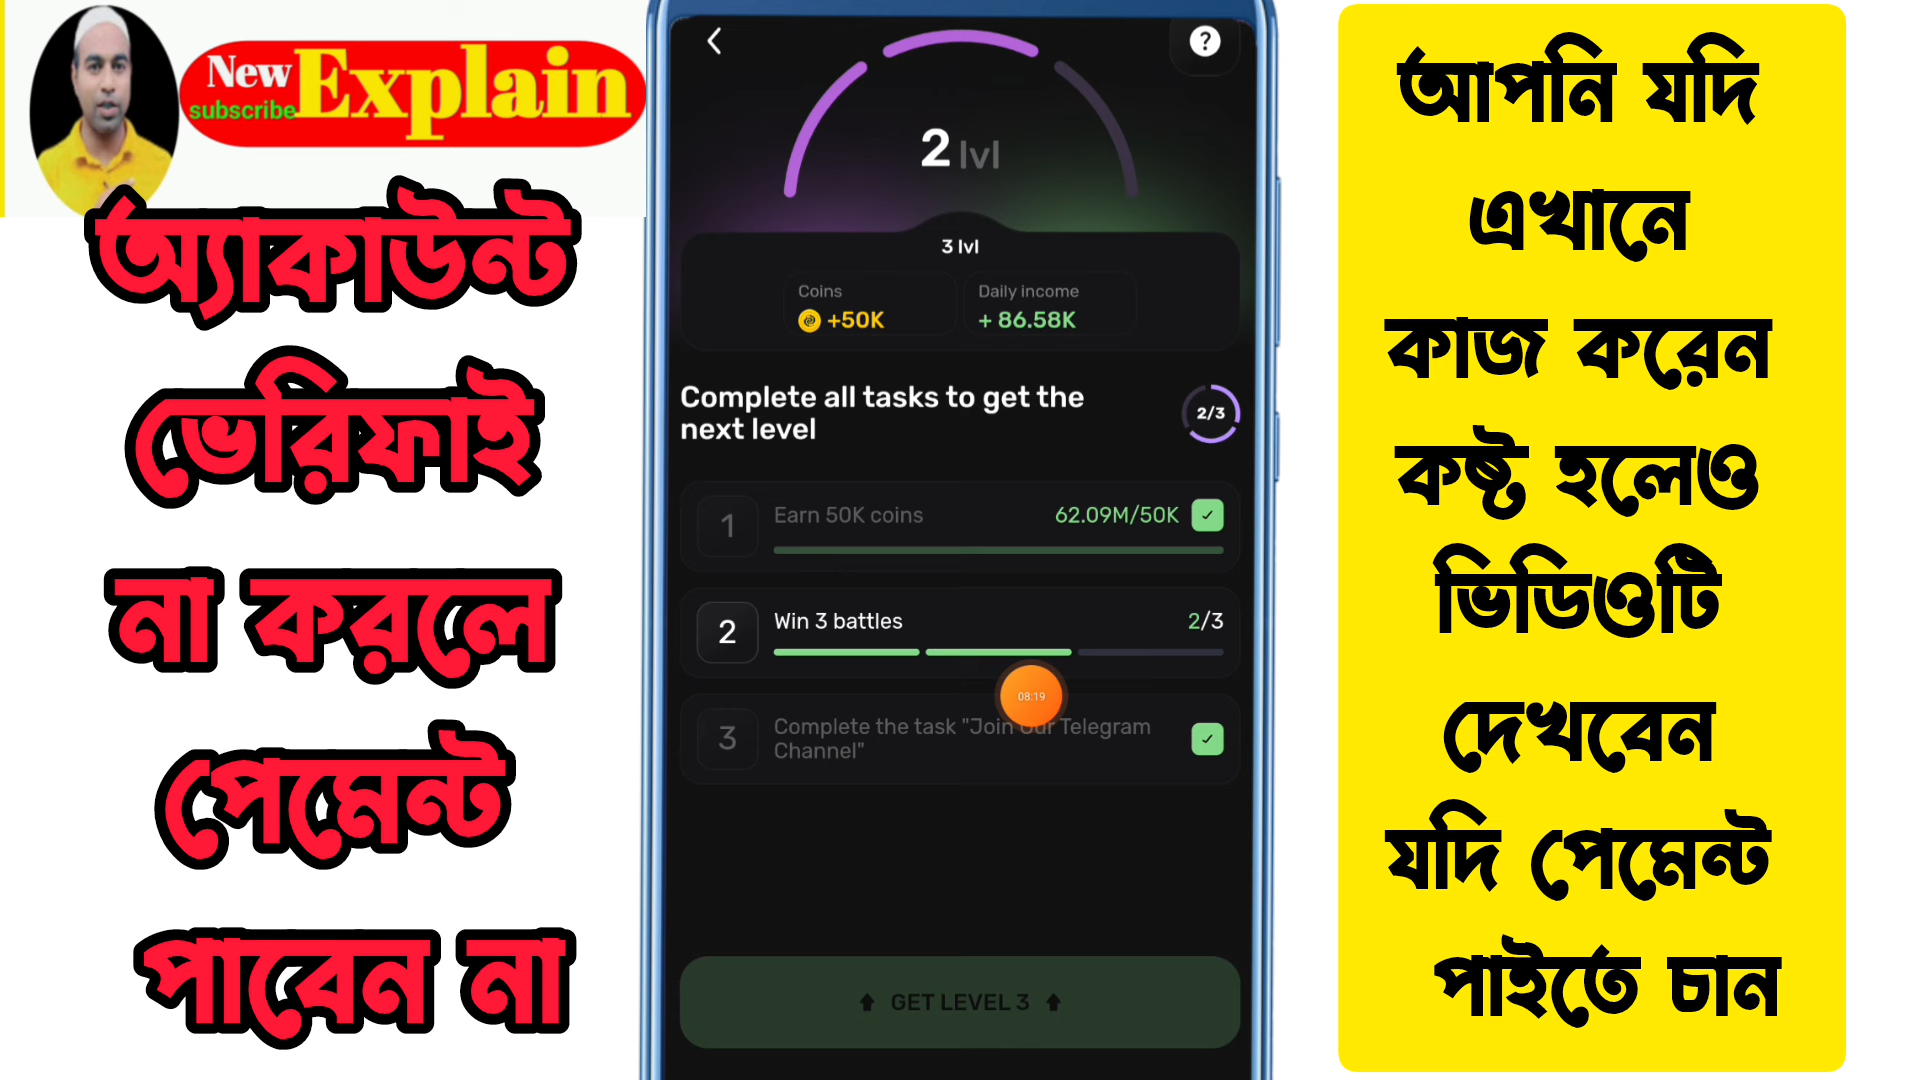 New
subscribe
Explain
অ্যাকাউন্ট
ভেরিফাই
না করলে
পেমেন্ট
পাবেন না
?
2 lvl
3 lvl
Coins
+50K
Daily income
+ 86.58K
Complete all tasks to get the
next level
2/3
1
Earn 50K coins
62.09M/50K
2
Win 3 battles
2/3
08:19
3
Complete the task "Join Our Telegram
Channel"
GET LEVEL 3
আপনি যদি
এখানে
কাজ করেন
কষ্ট হলেও
ভিডিওটি
দেখবেন
যদি পেমেন্ট
পাইতে চান